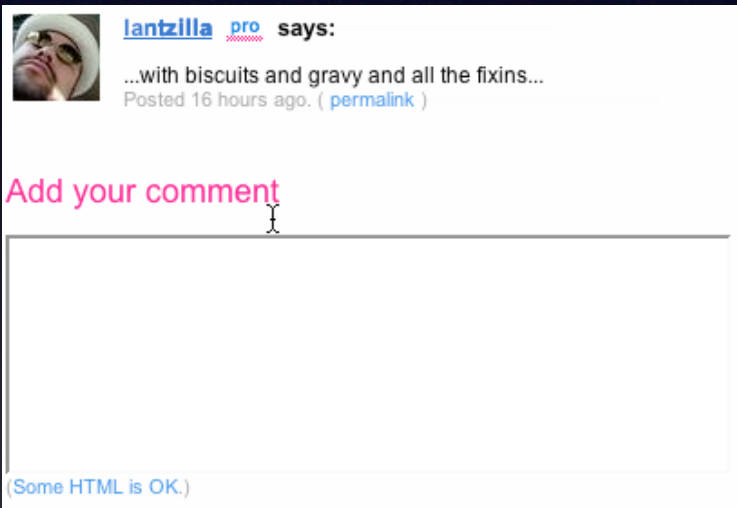 lantzilla pro says:
...with biscuits and gravy and all the fixins...
Posted 16 hours ago. ( permalink )
Add your comment
(Some HTML is OK.)